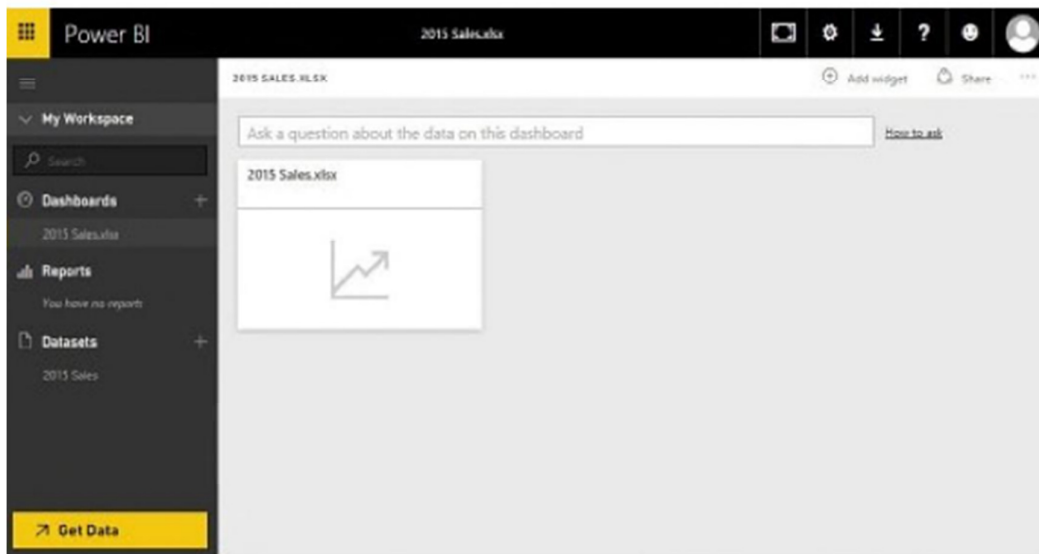 Power BI
2015 Sales.xlsx
2015 SALES.XLSX
Add widget
Share
My Workspace
Search
Ask a question about the data on this dashboard
How to ask
2015 Sales.xlsx
Dashboards
2015 Sales.xlsx
Reports
You have no reports
Datasets
2015 Sales
Get Data